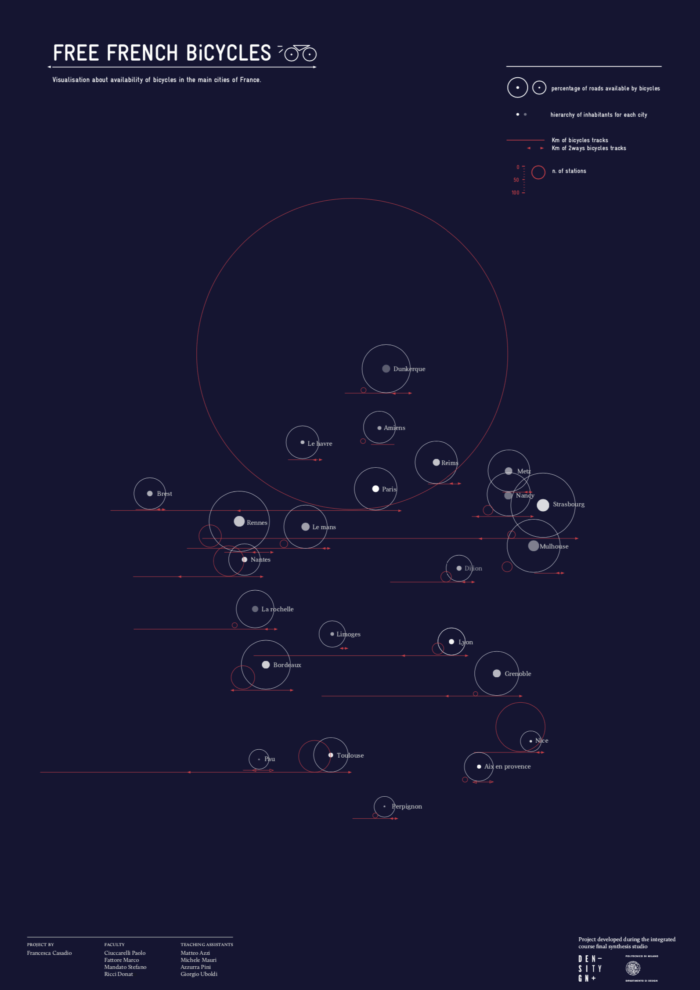 FREE FRENCH BiCYCLES
Visualisation about availability of bicycles in the main cities of France.
percentage of roads available by bicycles
hierarchy of inhabitants for each city
Km of bicycles tracks
Km of 2ways bicycles tracks
0
50
100
n. of stations
Dunkerque
Amiens
Le havre
Reims
Metz
Paris
Nancy
Brest
Strasbourg
Rennes
Le mans
Mulhouse
Nantes
Didion
La rochelle
Limoges
Lyon
Bordeaux
Grenoble
Nice
Toulouse
Pau
Aix en provence
Perpignon
PROJECT BY
Francesca Casadio
FACULTY
Ciuccarelli Paolo
Fattore Marco
Mandato Stefano
Ricci Donat
TEACHING ASSISTANTS
Matteo Azzi
Michele Mauri
Azzurra Pini
Giorgio Uboldi
Project developed during the integrated
course final synthesis studio
DEN–
SITY
GN+